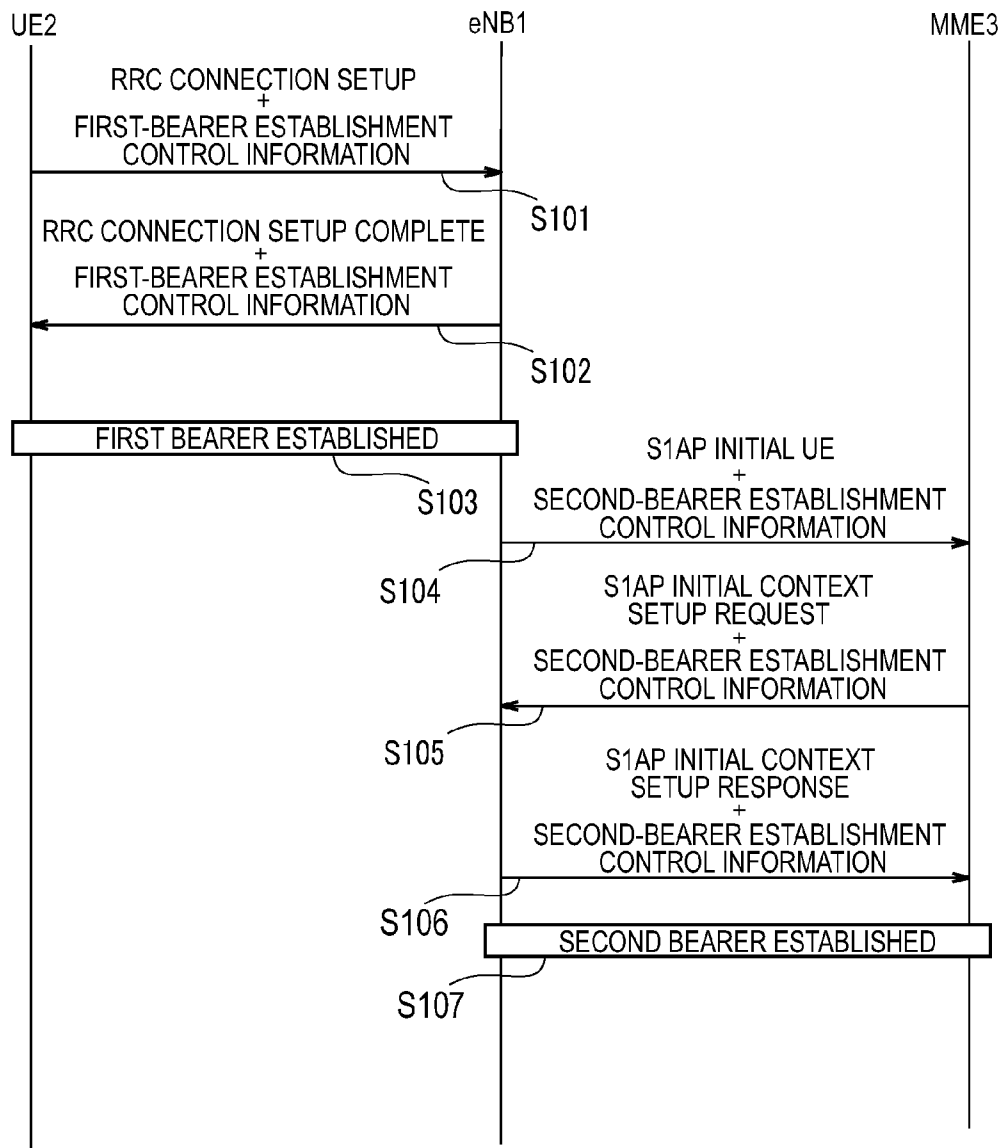 UE2
eNB1
MME3
RRC CONNECTION SETUP
+
FIRST-BEARER ESTABLISHMENT
CONTROL INFORMATION
S101
RRC CONNECTION SETUP COMPLETE
+
FIRST-BEARER ESTABLISHMENT
CONTROL INFORMATION
S102
FIRST BEARER ESTABLISHED
S103
S1AP INITIAL UE
+
SECOND-BEARER ESTABLISHMENT
CONTROL INFORMATION
S104
S1AP INITIAL CONTEXT
SETUP REQUEST
+
SECOND-BEARER ESTABLISHMENT
CONTROL INFORMATION
S105
S1AP INITIAL CONTEXT
SETUP RESPONSE
+
SECOND-BEARER ESTABLISHMENT
CONTROL INFORMATION
S106
SECOND BEARER ESTABLISHED
S107